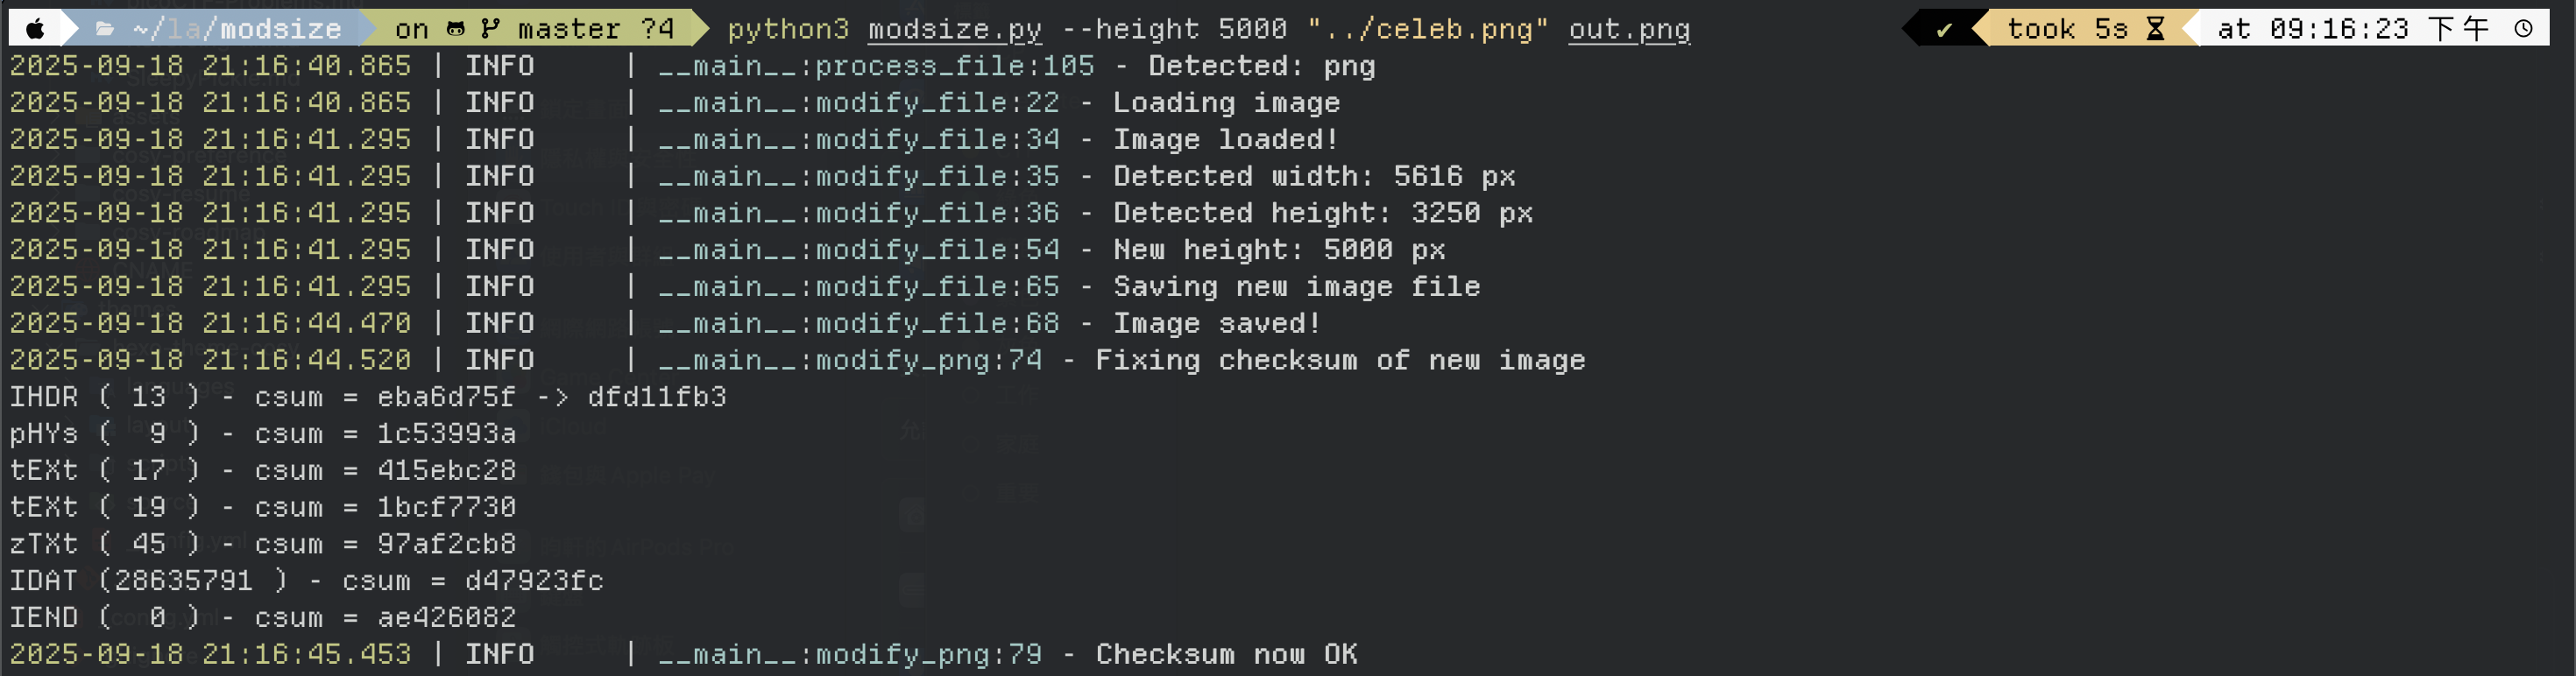 ~/la/modsize on master ?4 python3 modsize.py --height 5000 "../celeb.png" out.png ✔ took 5s at 09:16:23 下午
2025-09-18 21:16:40.865 | INFO     | __main__:process_file:105 - Detected: png
2025-09-18 21:16:40.865 | INFO     | __main__:modify_file:22 - Loading image
2025-09-18 21:16:41.295 | INFO     | __main__:modify_file:34 - Image loaded!
2025-09-18 21:16:41.295 | INFO     | __main__:modify_file:35 - Detected width: 5616 px
2025-09-18 21:16:41.295 | INFO     | __main__:modify_file:36 - Detected height: 3250 px
2025-09-18 21:16:41.295 | INFO     | __main__:modify_file:54 - New height: 5000 px
2025-09-18 21:16:41.295 | INFO     | __main__:modify_file:65 - Saving new image file
2025-09-18 21:16:44.470 | INFO     | __main__:modify_file:68 - Image saved!
2025-09-18 21:16:44.520 | INFO     | __main__:modify_png:74 - Fixing checksum of new image
IHDR ( 13 ) - csum = eba6d75f -> dfd11fb3
pHYs (  9 ) - csum = 1c53993a
tEXt ( 17 ) - csum = 415ebc28
tEXt ( 19 ) - csum = 1bcf7730
zTXt ( 45 ) - csum = 97af2cb8
IDAT (28635791 ) - csum = d47923fc
IEND (  0 ) - csum = ae426082
2025-09-18 21:16:45.453 | INFO     | __main__:modify_png:79 - Checksum now OK